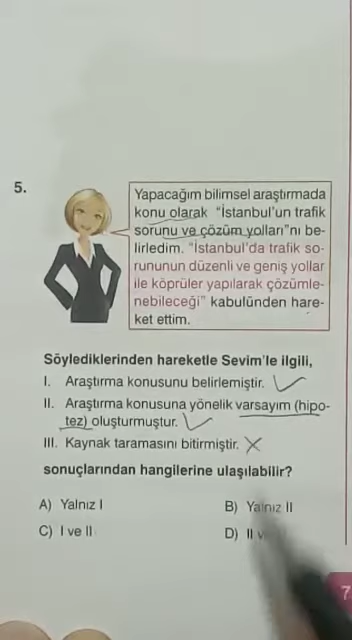 5.
Yapacağım bilimsel araştırmada
konu olarak "İstanbul'un trafik
sorunu ve çözüm yolları"nı be-
lirledim. "İstanbul'da trafik so-
rununun düzenli ve geniş yollar
ile köprüler yapılarak çözümle-
nebileceği" kabulünden hare-
ket ettim.
Söylediklerinden hareketle Sevim'le ilgili,
I. Araştırma konusunu belirlemiştir.
II. Araştırma konusuna yönelik varsayım (hipo-
tez) oluşturmuştur.
III. Kaynak taramasını bitirmiştir.
sonuçlarından hangilerine ulaşılabilir?
A) Yalnız I
B) Yalnız II
C) I ve II
D) II
7